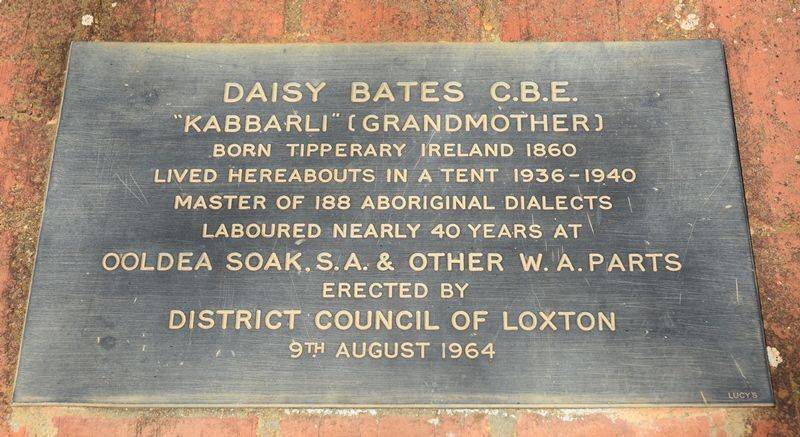 DAISY BATES C.B.E.
"KABBARLI" (GRANDMOTHER)
BORN TIPPERARY IRELAND 1860
LIVED HEREABOUTS IN A TENT 1936-1940
MASTER OF 188 ABORIGINAL DIALECTS
LABOURED NEARLY 40 YEARS AT
OOLDEA SOAK, S.A. & OTHER W.A. PARTS
ERECTED BY
DISTRICT COUNCIL OF LOXTON
9TH AUGUST 1964
LUCY'S